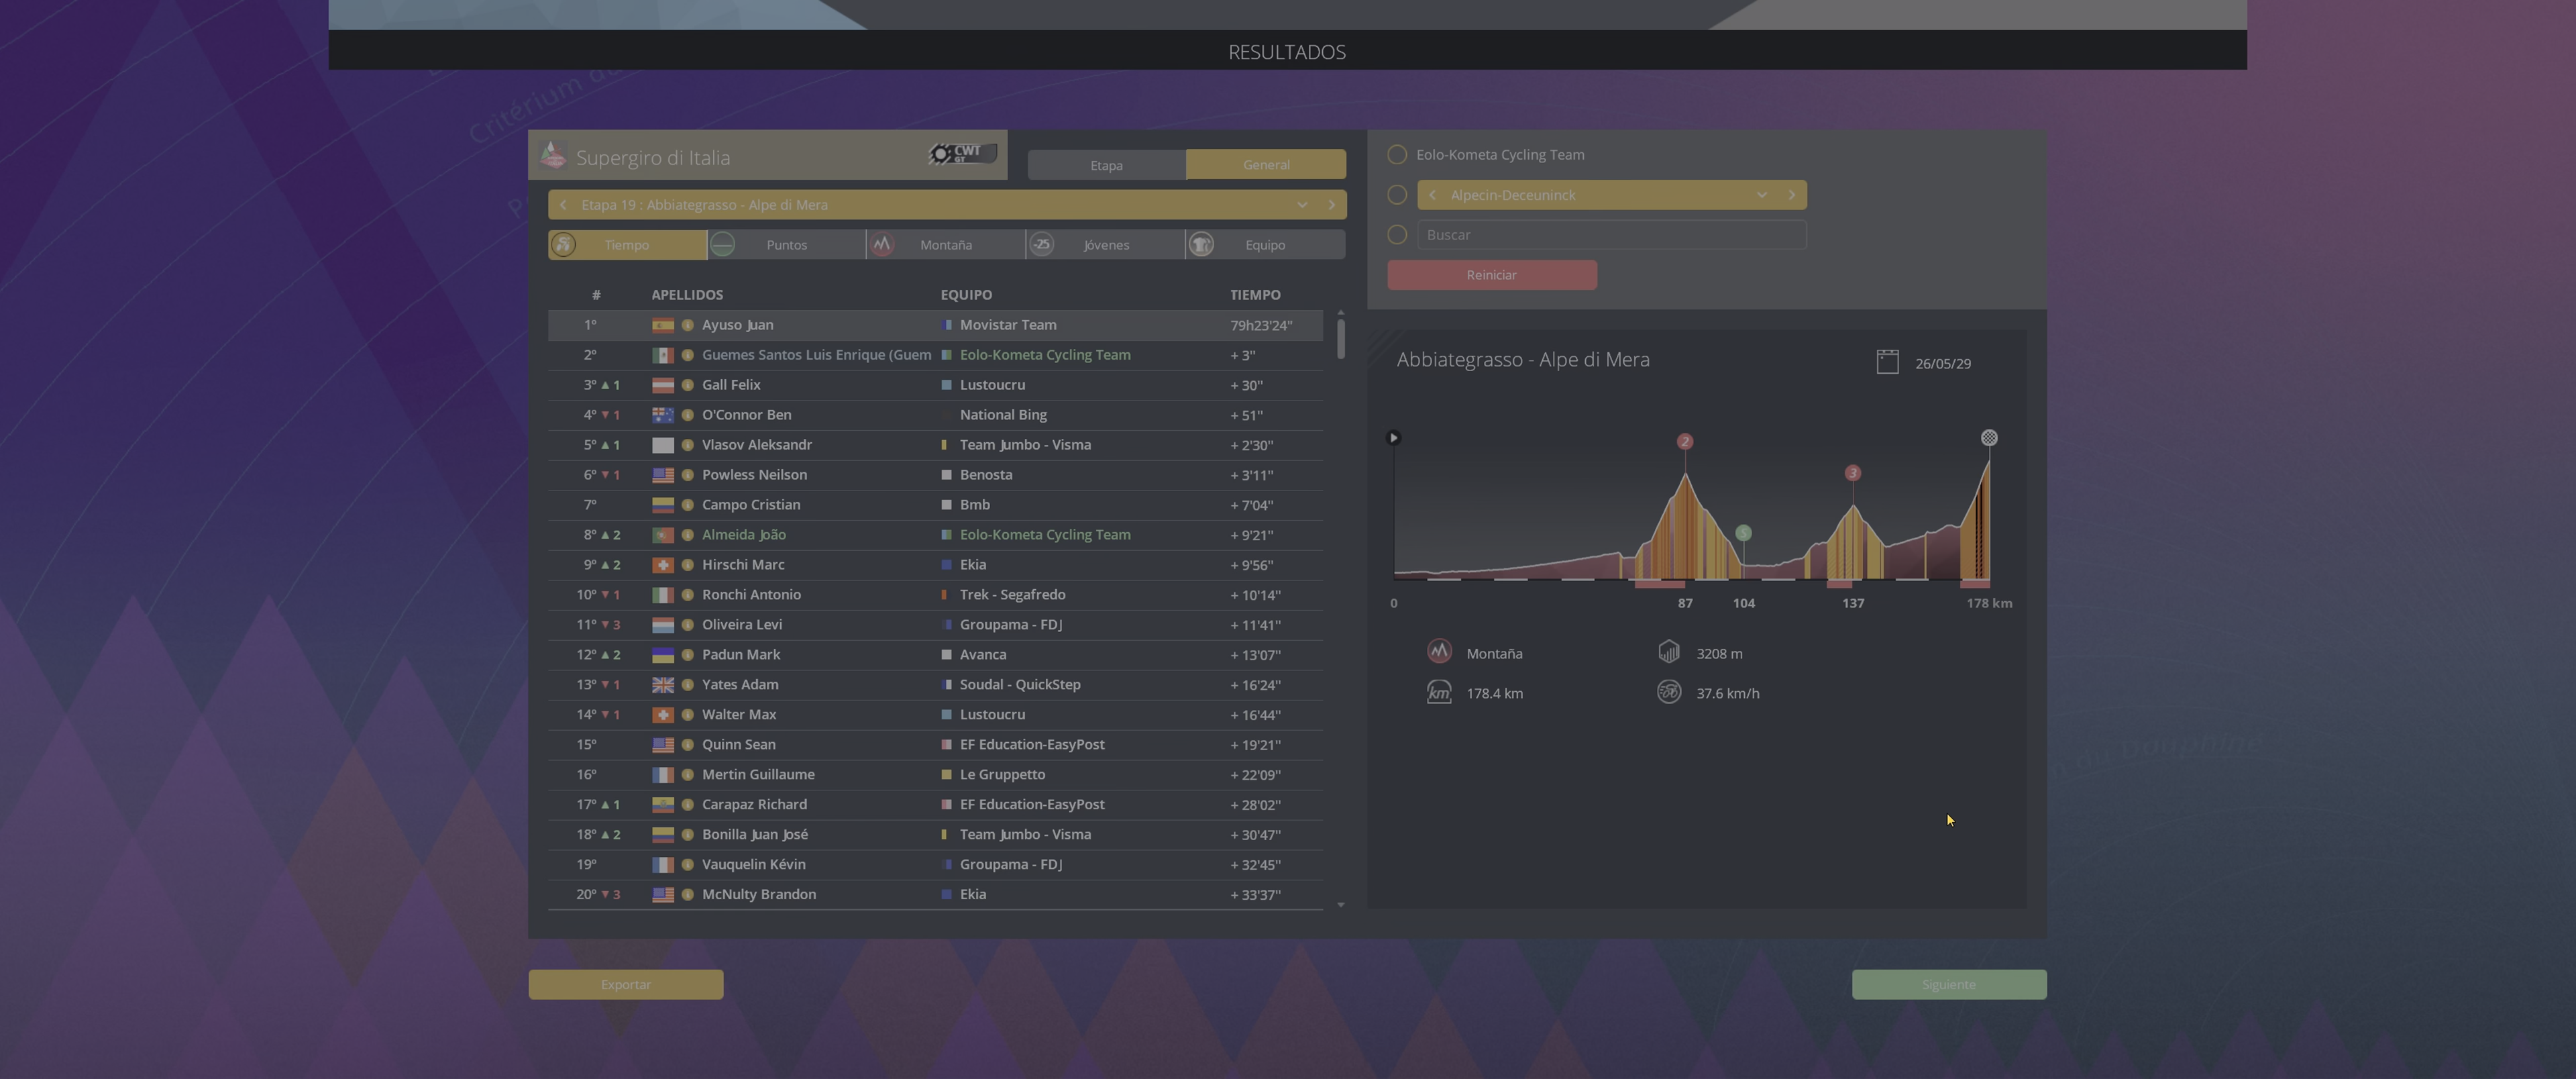 RESULTADOS
Critérium du
Supergiro di Italia
CWT
GT
Etapa
General
Etapa 19 : Abbiategrasso - Alpe di Mera
Tiempo
Puntos
Montaña
-25
Jóvenes
Equipo
# APELLIDOS EQUIPO TIEMPO
1º Ayuso Juan Movistar Team 79h23'24"
2º Guemes Santos Luis Enrique (Guem Eolo-Kometa Cycling Team + 3''
3º ▲ 1 Gall Felix Lustoucru + 30''
4º ▼ 1 O'Connor Ben National Bing + 51''
5º ▲ 1 Vlasov Aleksandr Team Jumbo - Visma + 2'30''
6º ▼ 1 Powless Neilson Benosta + 3'11''
7º Campo Cristian Bmb + 7'04''
8º ▲ 2 Almeida João Eolo-Kometa Cycling Team + 9'21''
9º ▲ 2 Hirschi Marc Ekia + 9'56''
10º ▼ 1 Ronchi Antonio Trek - Segafredo + 10'14''
11º ▼ 3 Oliveira Levi Groupama - FDJ + 11'41''
12º ▲ 2 Padun Mark Avanca + 13'07''
13º ▼ 1 Yates Adam Soudal - QuickStep + 16'24''
14º ▼ 1 Walter Max Lustoucru + 16'44''
15º Quinn Sean EF Education-EasyPost + 19'21''
16º Mertin Guillaume Le Gruppetto + 22'09''
17º ▲ 1 Carapaz Richard EF Education-EasyPost + 28'02''
18º ▲ 2 Bonilla Juan José Team Jumbo - Visma + 30'47''
19º Vauquelin Kévin Groupama - FDJ + 32'45''
20º ▼ 3 McNulty Brandon Ekia + 33'37''
Eolo-Kometa Cycling Team
Alpecin-Deceuninck
Buscar
Reiniciar
Abbiategrasso - Alpe di Mera
26/05/29
2
3
S
0 87 104 137 178 km
Montaña
3208 m
km 178.4 km
37.6 km/h
du Dauphiné
Exportar
Siguiente